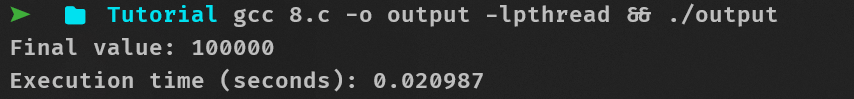 Tutorial gcc 8.c -o output -lpthread && ./output
Final value: 100000
Execution time (seconds): 0.020987